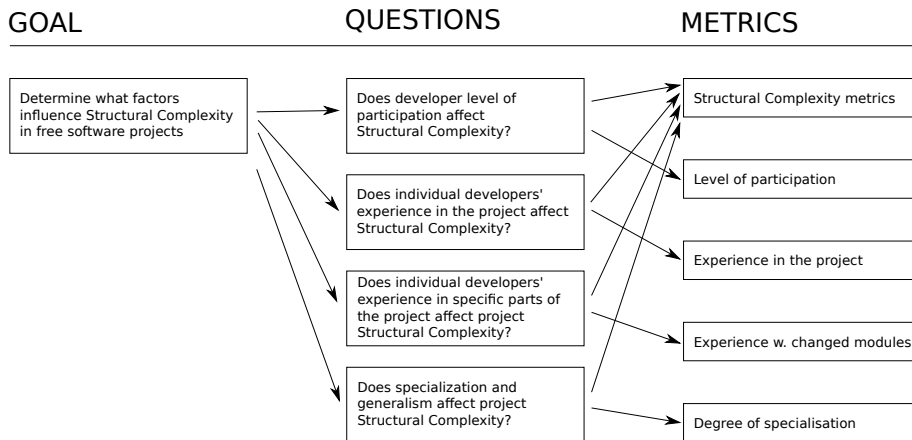 GOAL
QUESTIONS
METRICS
Determine what factors
influence Structural Complexity
in free software projects
Does developer level of
participation affect
Structural Complexity?
Does individual developers'
experience in the project affect
Structural Complexity?
Does individual developers'
experience in specific parts of
the project affect project
Structural Complexity?
Does specialization and
generalism affect project
Structural Complexity?
Structural Complexity metrics
Level of participation
Experience in the project
Experience w. changed modules
Degree of specialisation